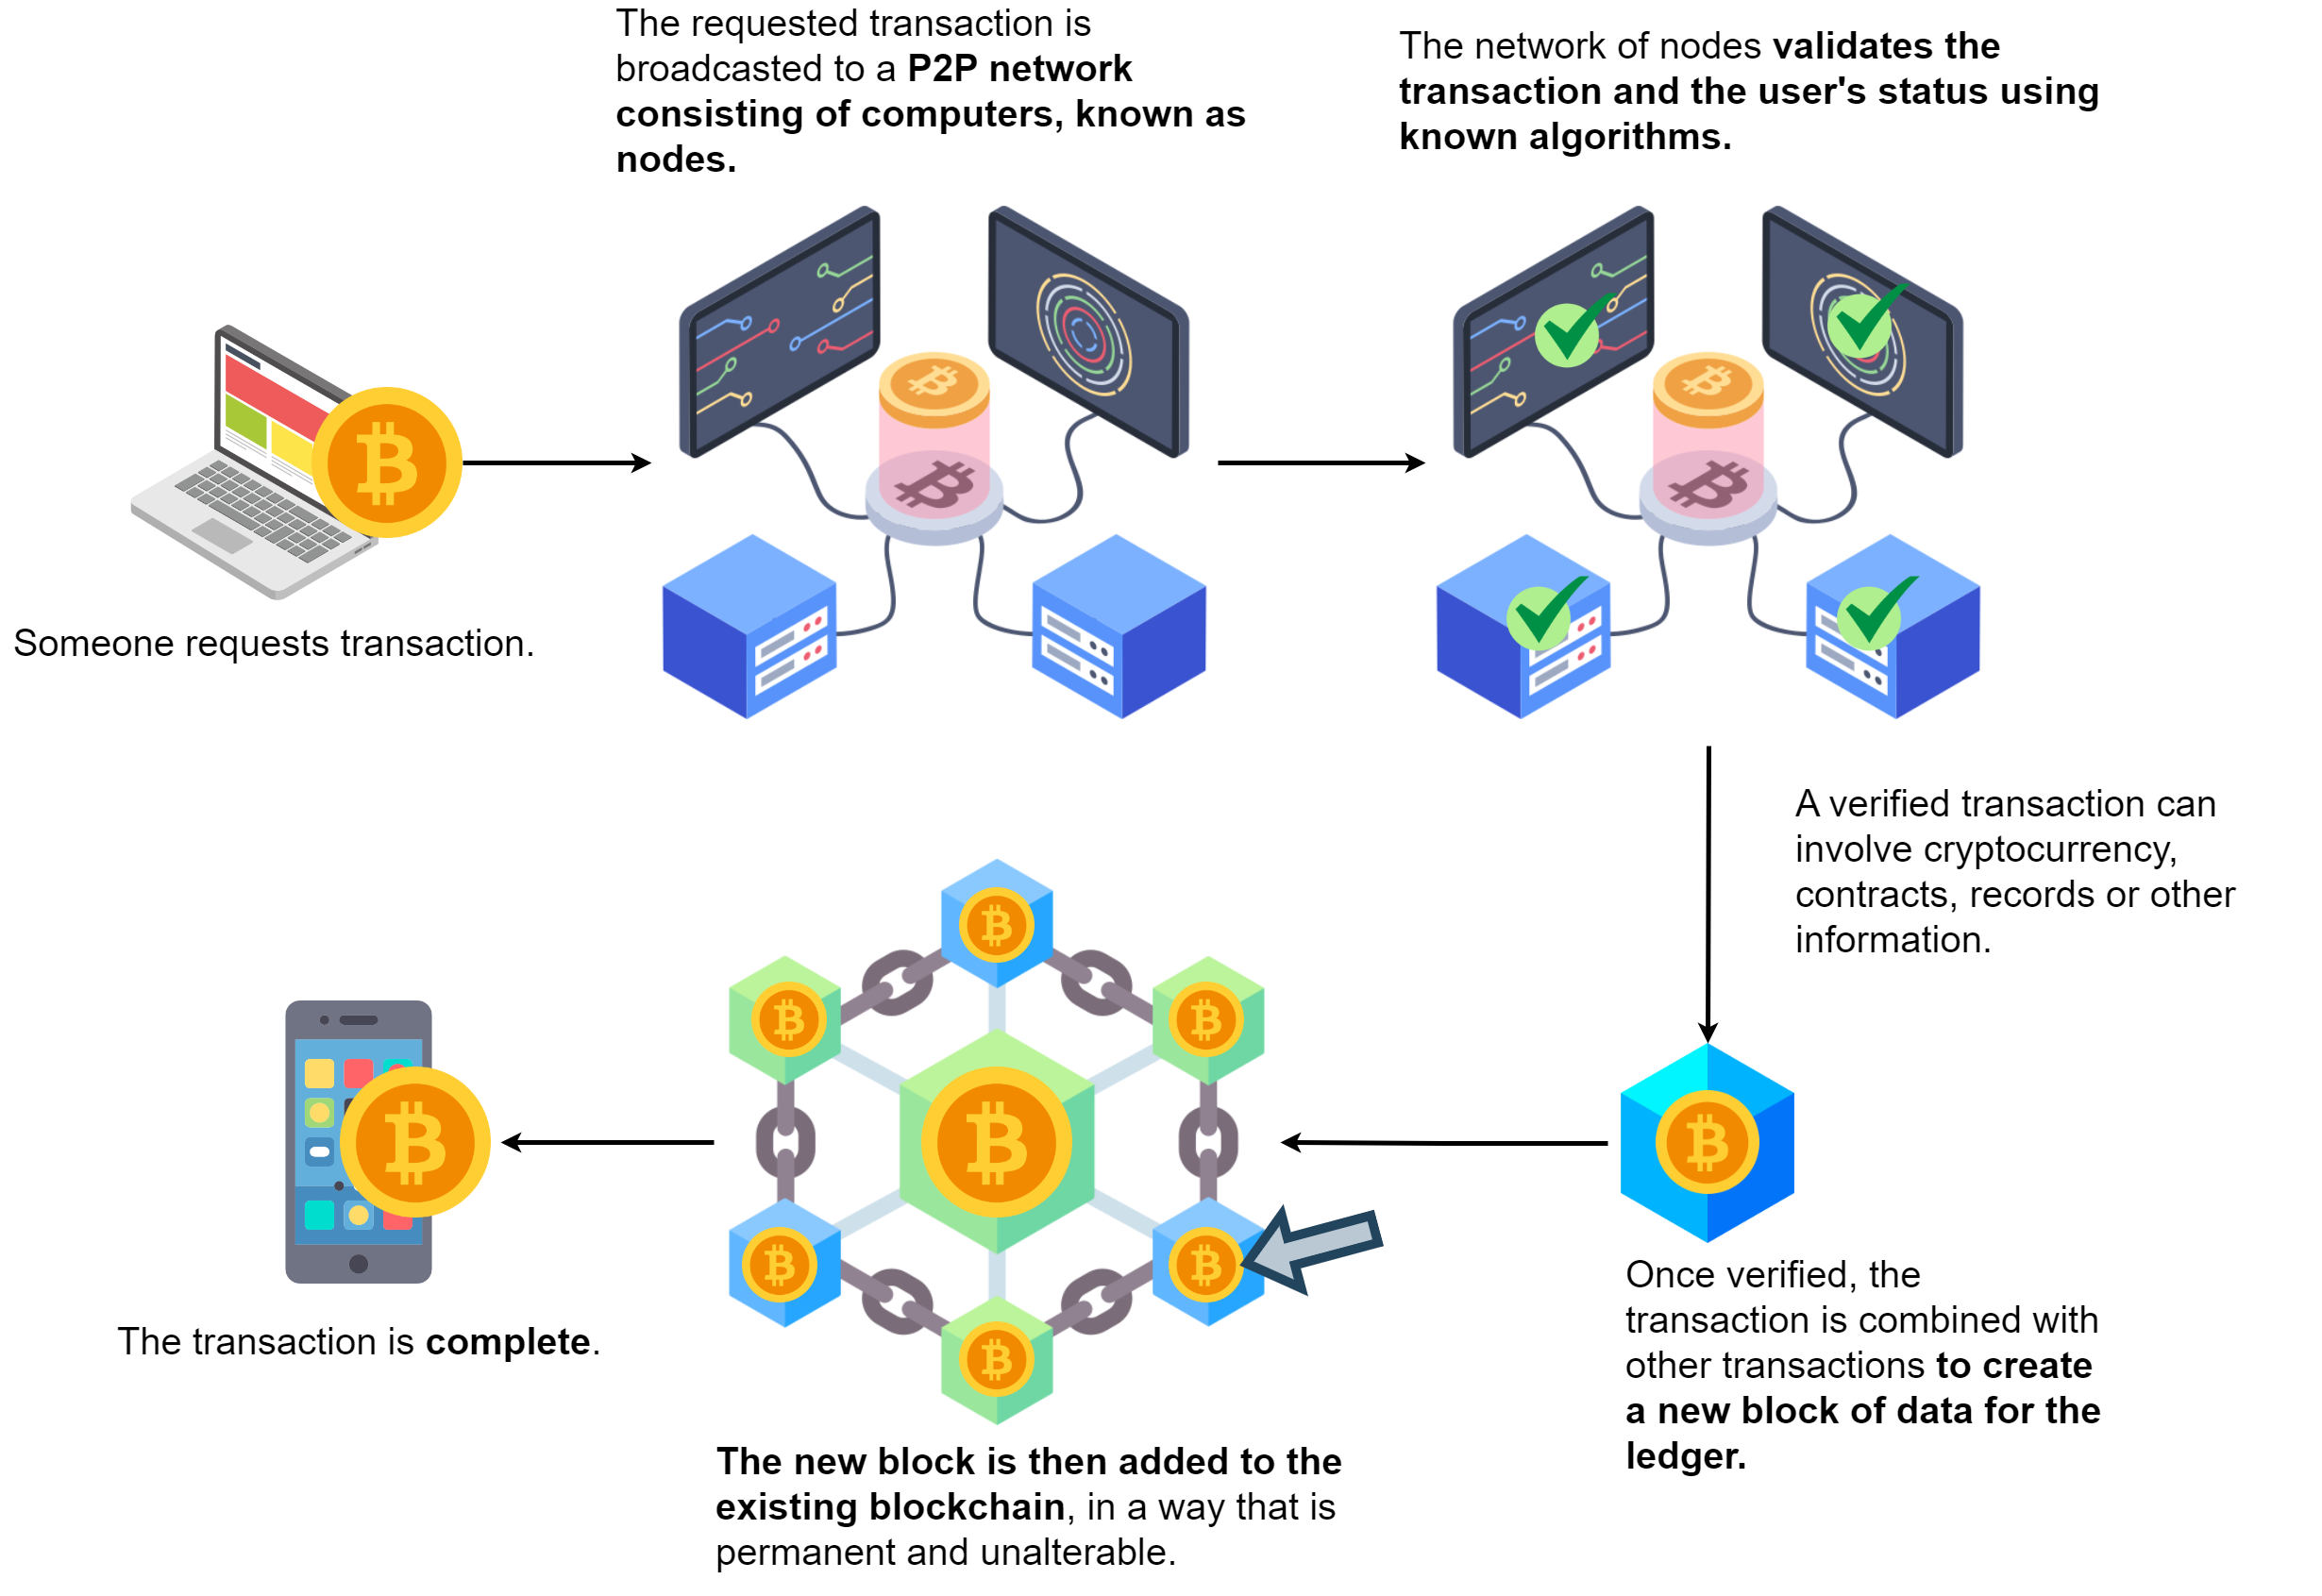 The requested transaction is
broadcasted to a P2P network
consisting of computers, known as
nodes.
The network of nodes validates the
transaction and the user's status using
known algorithms.
Someone requests transaction.
A verified transaction can
involve cryptocurrency,
contracts, records or other
information.
Once verified, the
transaction is combined with
other transactions to create
a new block of data for the
ledger.
The new block is then added to the
existing blockchain, in a way that is
permanent and unalterable.
The transaction is complete.